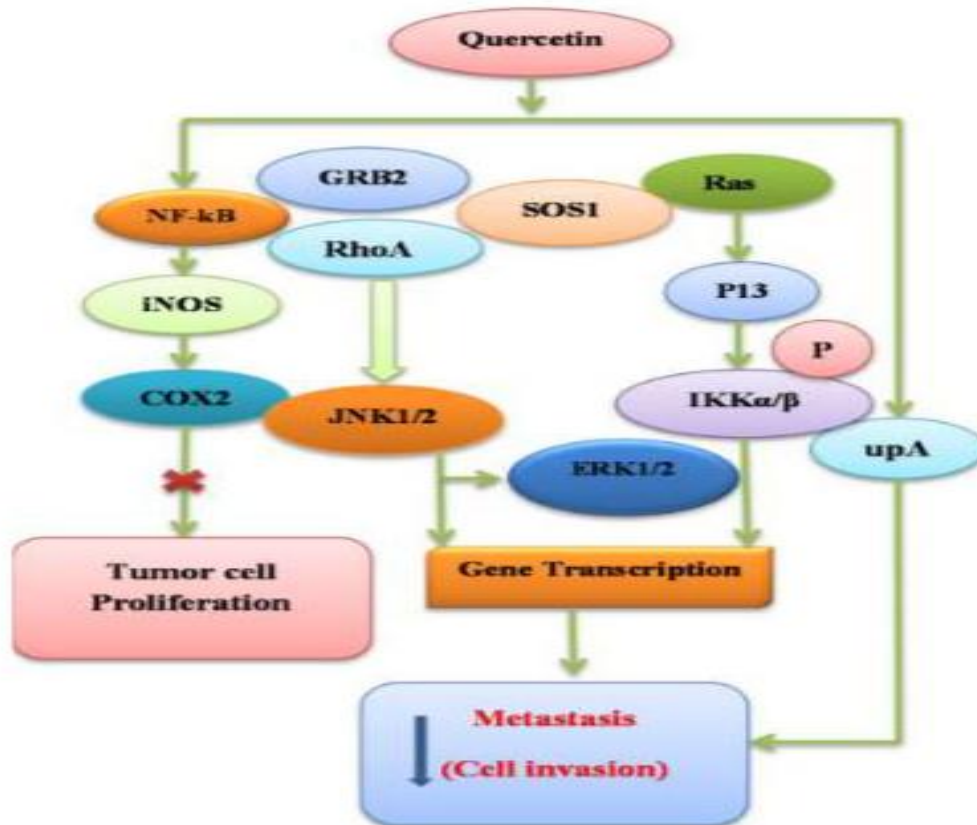 Quercetin
GRB2
Ras
NF-kB
SOS1
RhoA
iNOS
P13
P
COX2
JNK1/2
IKKα/β
upA
ERK1/2
Tumor cell
Proliferation
Gene Transcription
Metastasis
(Cell invasion)